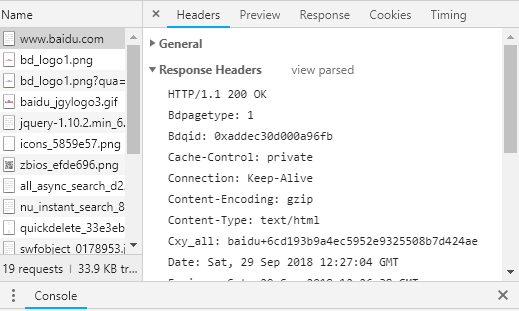 Name
Headers Preview Response Cookies Timing
www.baidu.com
bd_logo1.png
bd_logo1.png?qua=
baidu_jgylogo3.gif
jquery-1.10.2.min_6.
icons_5859e57.png
zbios_efde696.png
all_async_search_d2.
nu_instant_search_8
quickdelete_33e3eb
swfobject_0178953.j
19 requests | 33.9 KB tr...
General
Response Headers view parsed
HTTP/1.1 200 OK
Bdpagetype: 1
Bdqid: 0xaddec30d000a96fb
Cache-Control: private
Connection: Keep-Alive
Content-Encoding: gzip
Content-Type: text/html
Cxy_all: baidu+6cd193b9a4ec5952e9325508b7d424ae
Date: Sat, 29 Sep 2018 12:27:04 GMT
Console